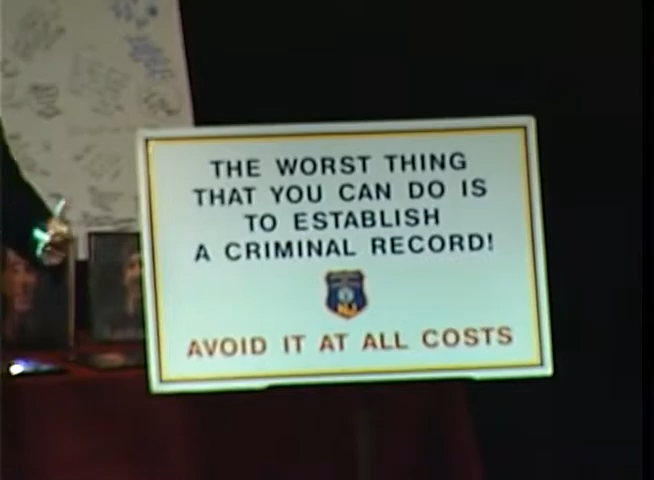 THE WORST THING
THAT YOU CAN DO IS
TO ESTABLISH
A CRIMINAL RECORD!
AVOID IT AT ALL COSTS